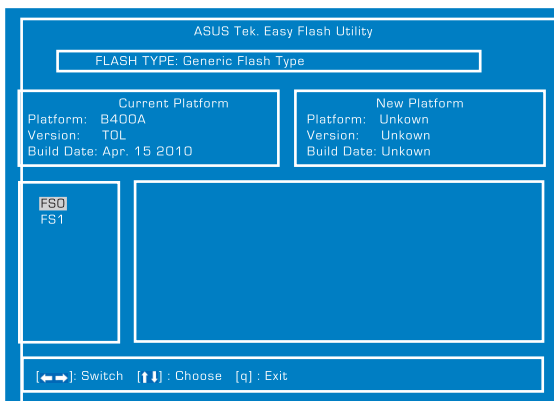 ASUS Tek. Easy Flash Utility
FLASH TYPE: Generic Flash Type
Current Platform
Platform: B400A
Version: TOL
Build Date: Apr. 15 2010
New Platform
Platform: Unkown
Version: Unkown
Build Date: Unkown
FS0
FS1
[←→]: Switch [↑↓] : Choose [q] : Exit